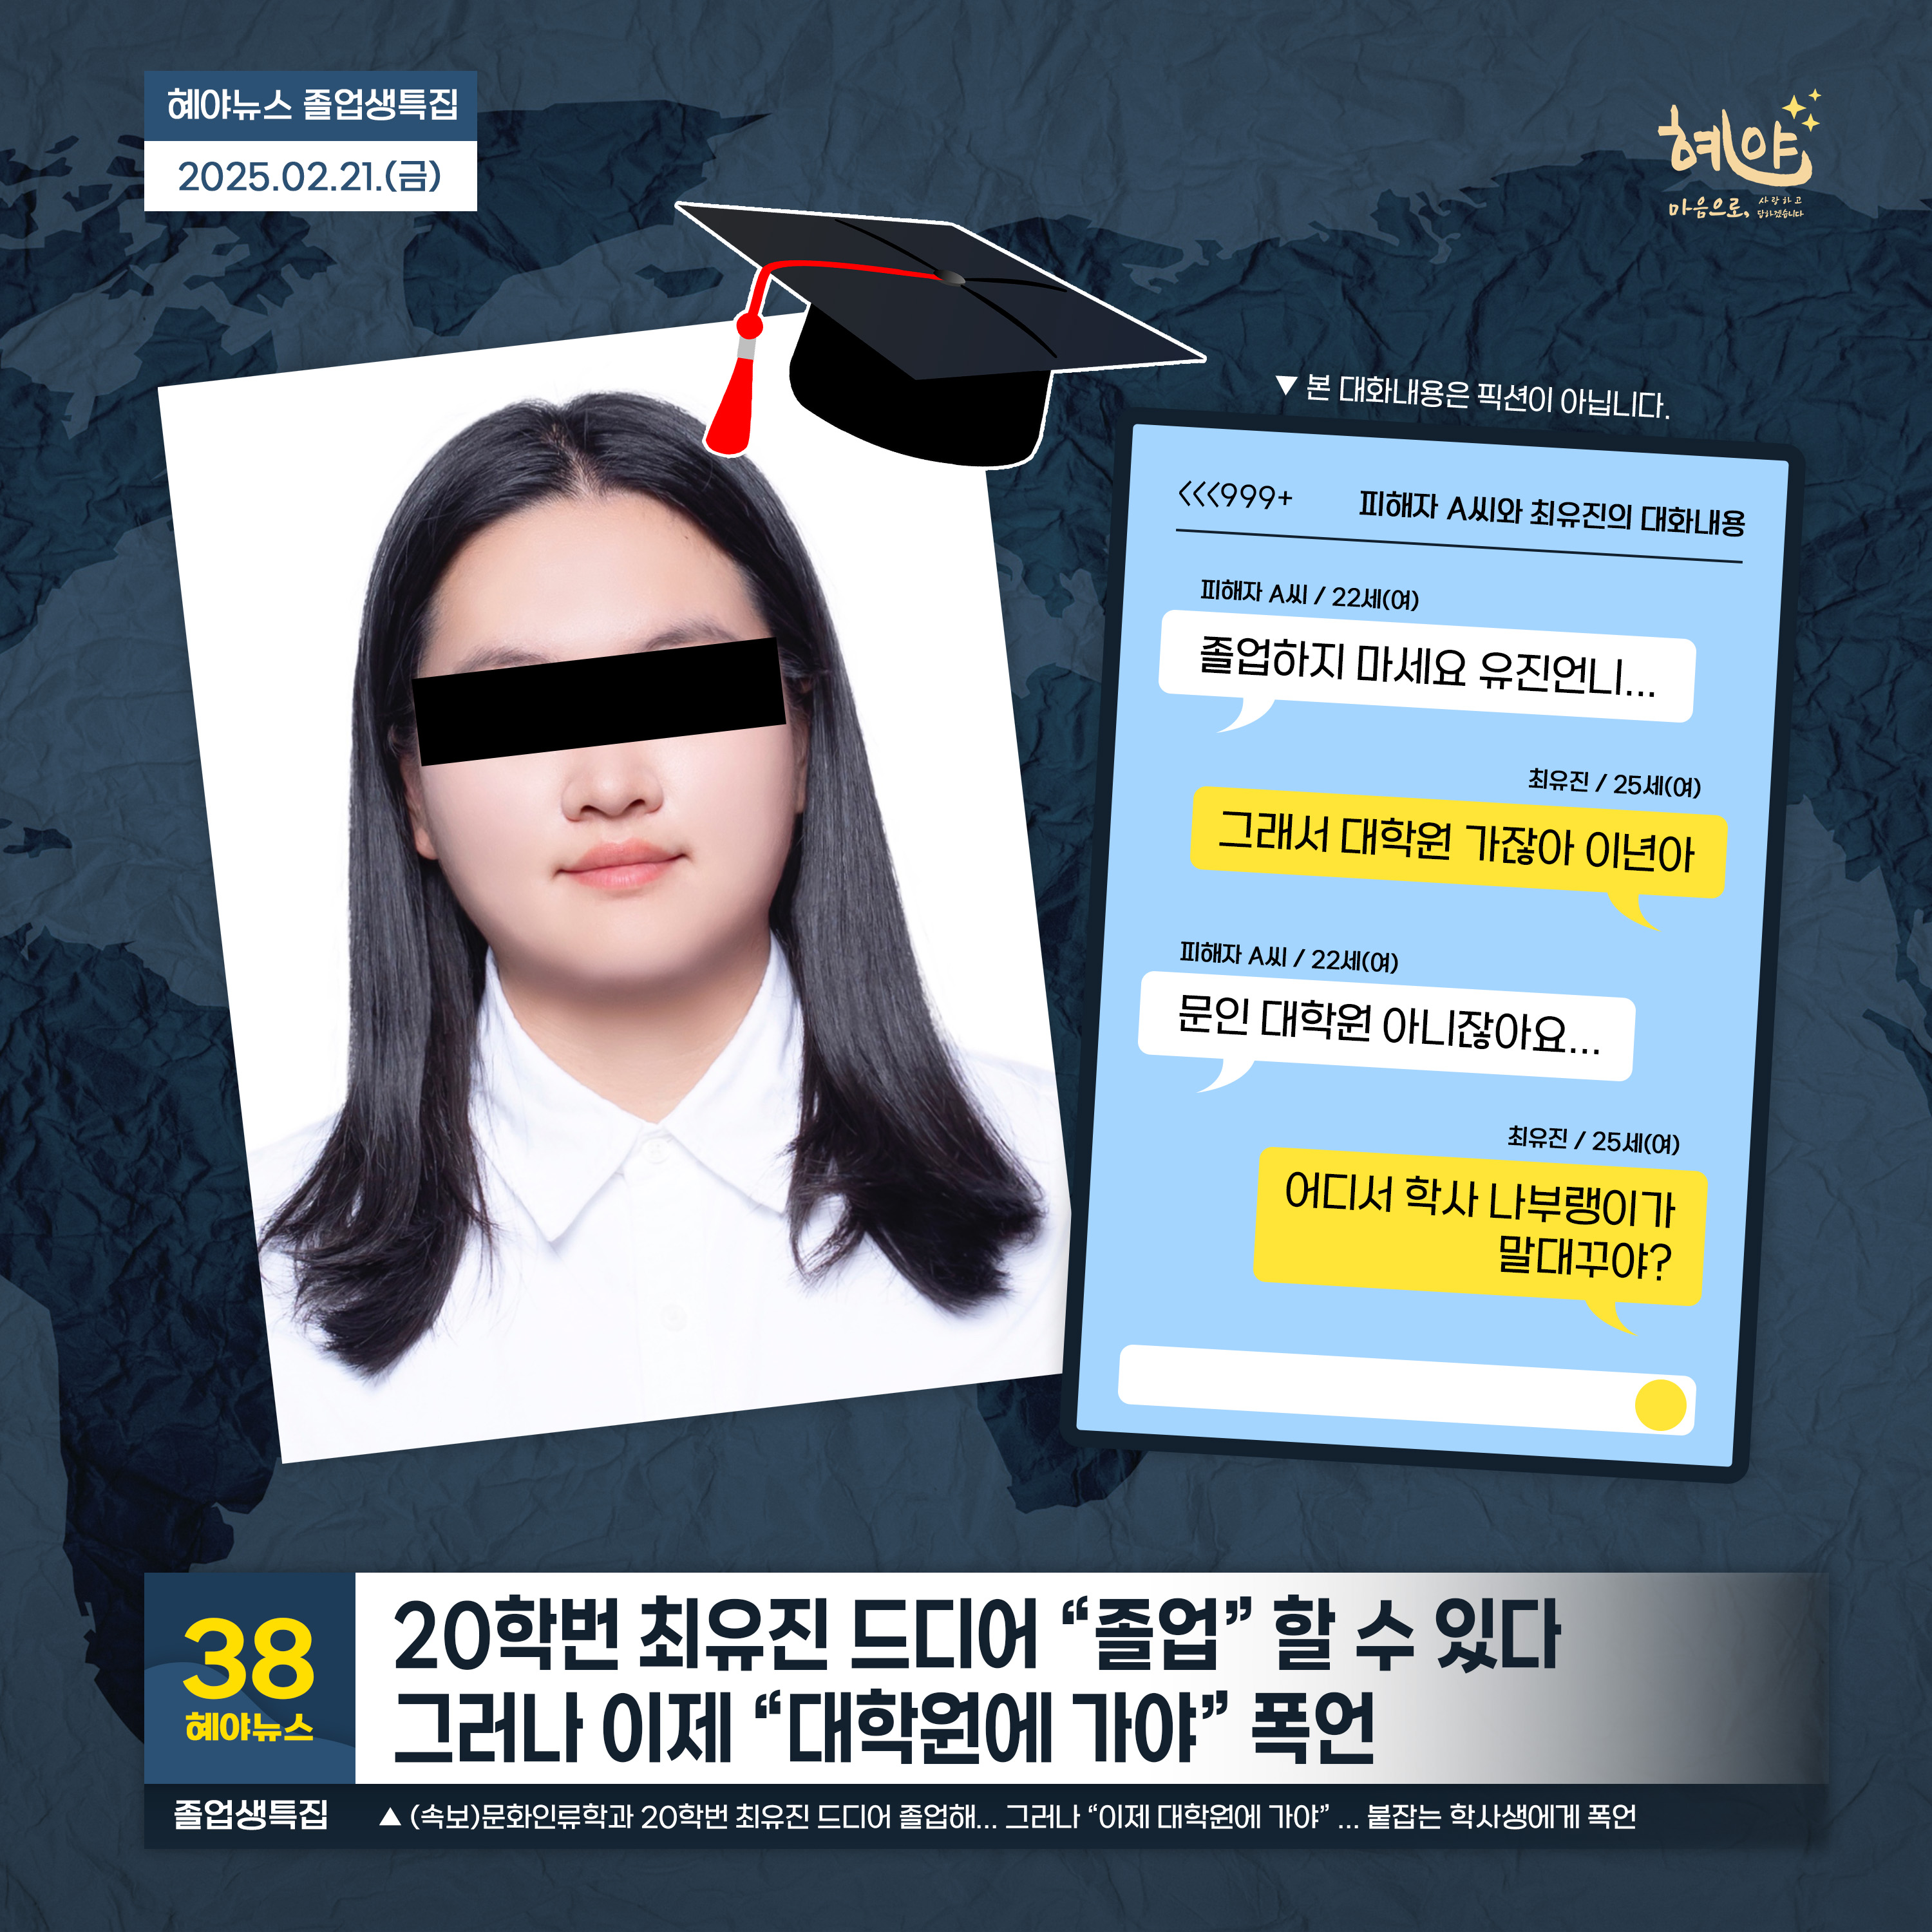 혜야뉴스 졸업생특집
2025.02.21.(금)
혜야
마음으로, 사랑하고
답하겠습니다
▼ 본 대화내용은 픽션이 아닙니다.
<<<999+ 피해자 A씨와 최유진의 대화내용
피해자 A씨 / 22세(여)
졸업하지 마세요 유진언니...
최유진 / 25세(여)
그래서 대학원 가잖아 이년아
피해자 A씨 / 22세(여)
문인 대학원 아니잖아요...
최유진 / 25세(여)
어디서 학사 나부랭이가
말대꾸야?
38
혜야뉴스
20학번 최유진 드디어 “졸업” 할 수 있다
그러나 이제 “대학원에 가야” 폭언
졸업생특집
▲ (속보)문화인류학과 20학번 최유진 드디어 졸업해... 그러나 “이제 대학원에 가야” ... 붙잡는 학사생에게 폭언